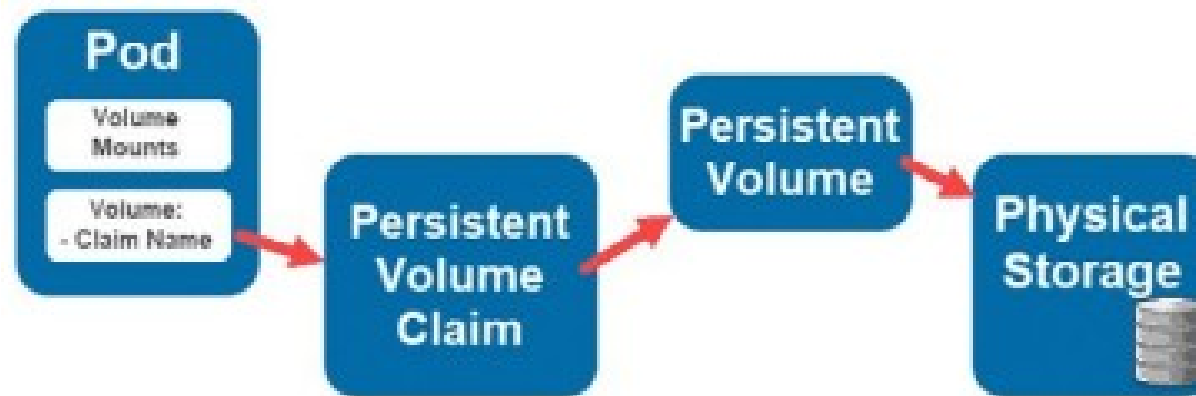 Pod
Volume
Mounts
Volume:
- Claim Name
Persistent
Volume
Claim
Persistent
Volume
Physical
Storage